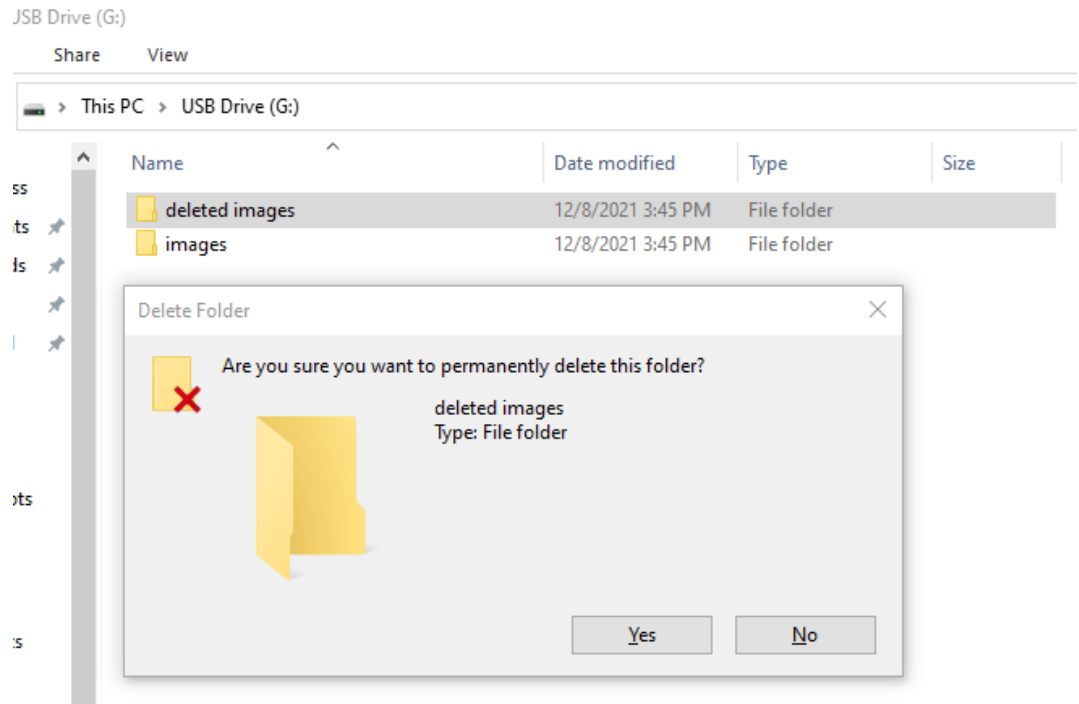 USB Drive (G:)
Share View
This PC > USB Drive (G:)
Name Date modified Type Size
deleted images 12/8/2021 3:45 PM File folder
images 12/8/2021 3:45 PM File folder
Delete Folder
Are you sure you want to permanently delete this folder?
deleted images
Type: File folder
Yes No